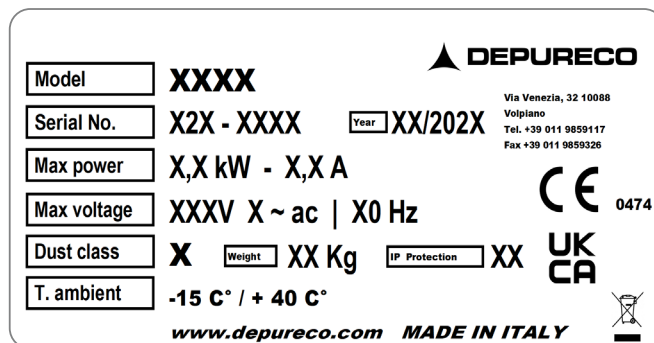 DEPURECO
Via Venezia, 32 10088
Volpiano
Tel. +39 011 9859117
Fax +39 011 9859326
Model XXXX
Serial No. X2X - XXXX Year XX/202X
Max power X,X kW - X,X A
Max voltage XXXV X ~ ac | X0 Hz
Dust class X Weight XX Kg IP Protection XX
T. ambient -15 C° / + 40 C°
CE 0474
UK
CA
www.depureco.com MADE IN ITALY